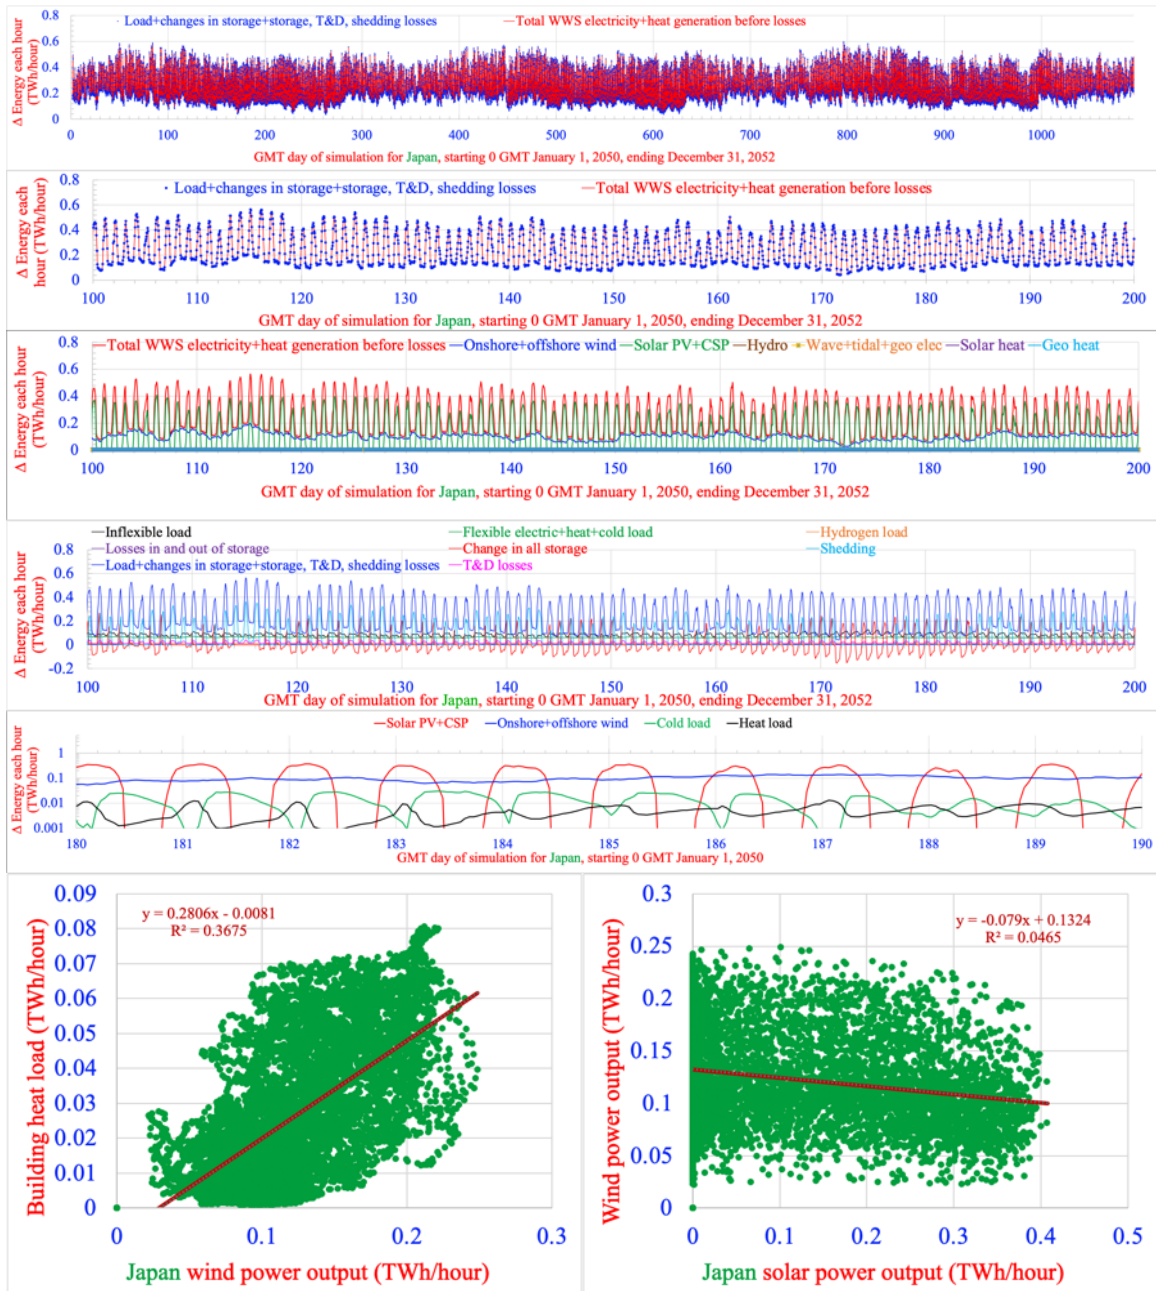 Load+changes in storage+storage, T&D, shedding losses
Total WWS electricity+heat generation before losses
Δ Energy each hour
(TWh/hour)
0.8
0.6
0.4
0.2
0
0 100 200 300 400 500 600 700 800 900 1000
GMT day of simulation for Japan, starting 0 GMT January 1, 2050, ending December 31, 2052
Load+changes in storage+storage, T&D, shedding losses
Total WWS electricity+heat generation before losses
Δ Energy each
hour (TWh/hour)
0.8
0.6
0.4
0.2
0
100 110 120 130 140 150 160 170 180 190 200
GMT day of simulation for Japan, starting 0 GMT January 1, 2050, ending December 31, 2052
Total WWS electricity+heat generation before losses Onshore+offshore wind Solar PV+CSP Hydro Wave+tidal+geo elec Solar heat Geo heat
Δ Energy each hour
(TWh/hour)
0.8
0.6
0.4
0.2
0
100 110 120 130 140 150 160 170 180 190 200
GMT day of simulation for Japan, starting 0 GMT January 1, 2050, ending December 31, 2052
Inflexible load Flexible electric+heat+cold load Hydrogen load
Losses in and out of storage Change in all storage Shedding
Load+changes in storage+storage, T&D, shedding losses T&D losses
Δ Energy each hour
(TWh/hour)
0.8
0.6
0.4
0.2
0
-0.2
100 110 120 130 140 150 160 170 180 190 200
GMT day of simulation for Japan, starting 0 GMT January 1, 2050, ending December 31, 2052
Solar PV+CSP Onshore+offshore wind Cold load Heat load
Δ Energy each hour
(TWh/hour)
1
0.1
0.01
0.001
180 181 182 183 184 185 186 187 188 189 190
GMT day of simulation for Japan, starting 0 GMT January 1, 2050
Building heat load (TWh/hour)
0.09
0.08
0.07
0.06
0.05
0.04
0.03
0.02
0.01
0
y = 0.2806x - 0.0081
R² = 0.3675
0 0.1 0.2 0.3
Japan wind power output (TWh/hour)
Wind power output (TWh/hour)
0.3
0.25
0.2
0.15
0.1
0.05
0
y = -0.079x + 0.1324
R² = 0.0465
0 0.1 0.2 0.3 0.4 0.5
Japan solar power output (TWh/hour)